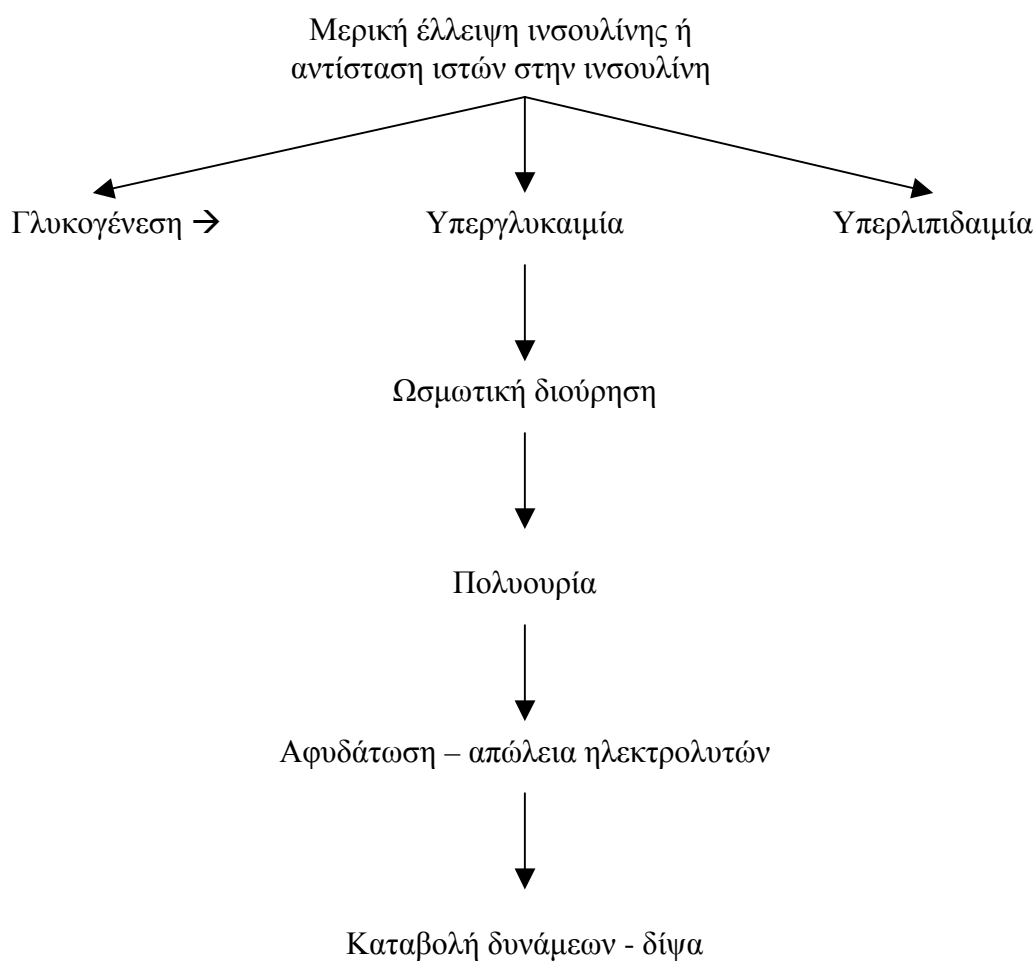 Μερική έλλειψη ινσουλίνης ή
αντίσταση ιστών στην ινσουλίνη
Γλυκογένεση → Υπεργλυκαιμία Υπερλιπιδαιμία
Ωσμωτική διούρηση
Πολυουρία
Αφυδάτωση – απώλεια ηλεκτρολυτών
Καταβολή δυνάμεων - δίψα